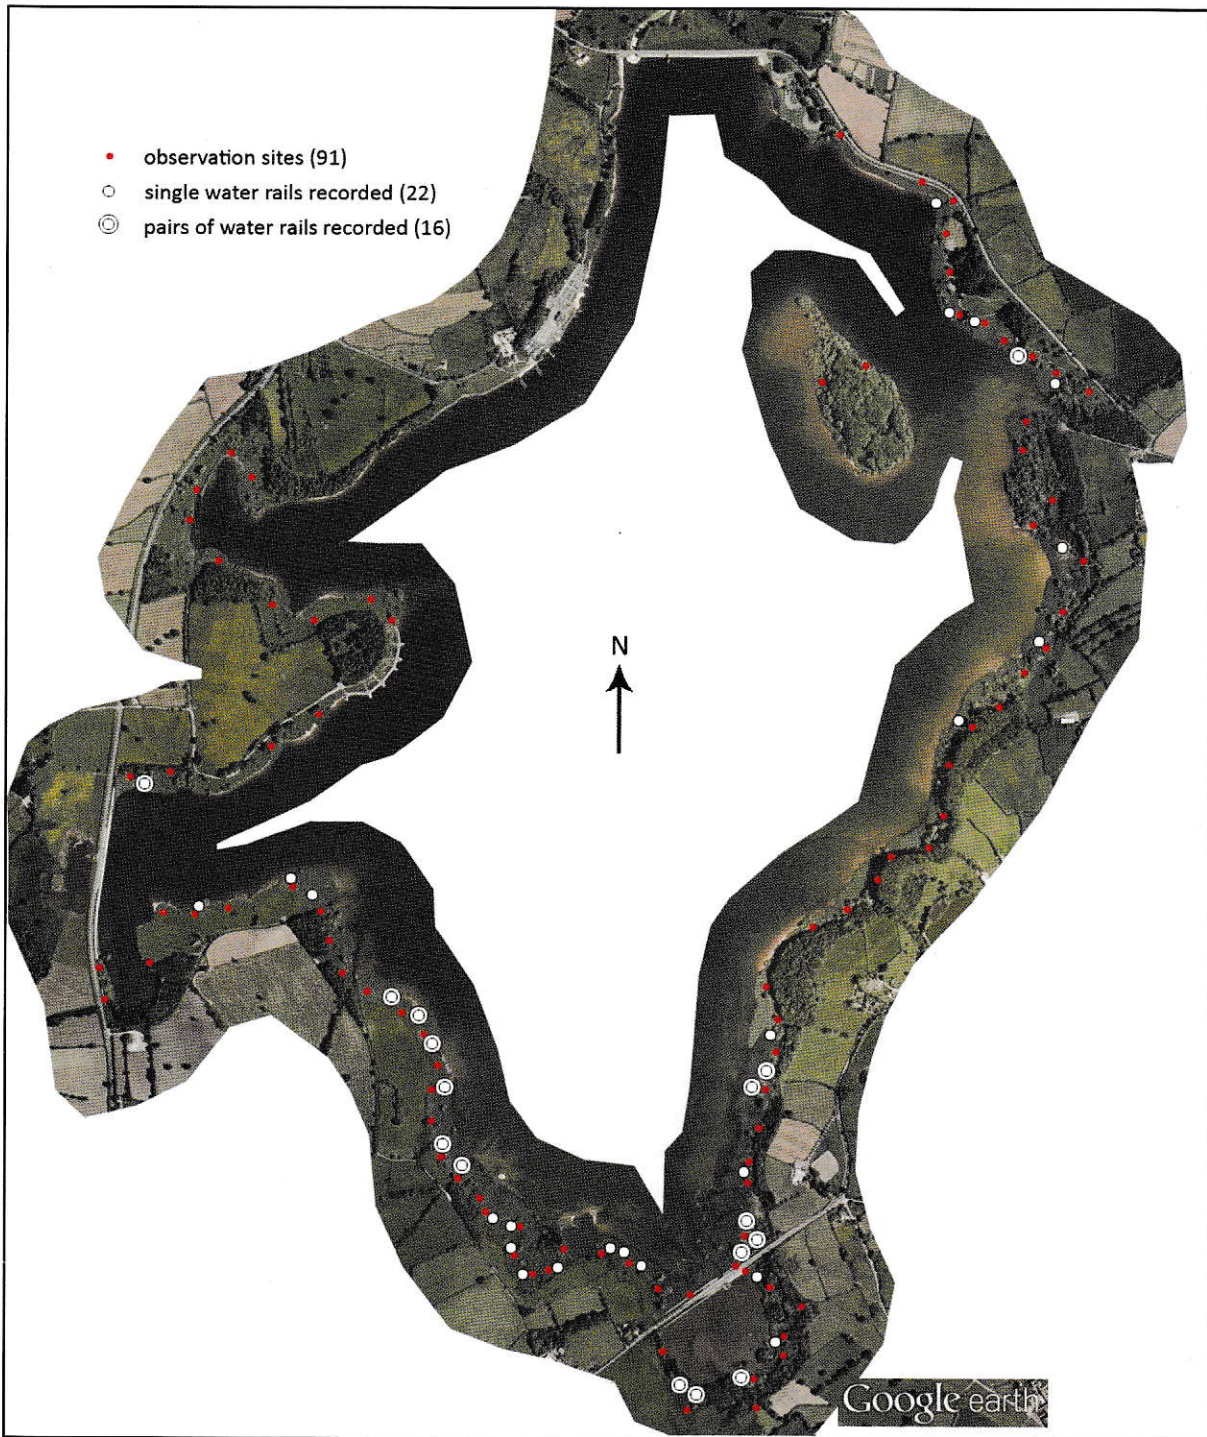 observation sites (91)
single water rails recorded (22)
pairs of water rails recorded (16)
N
Google earth